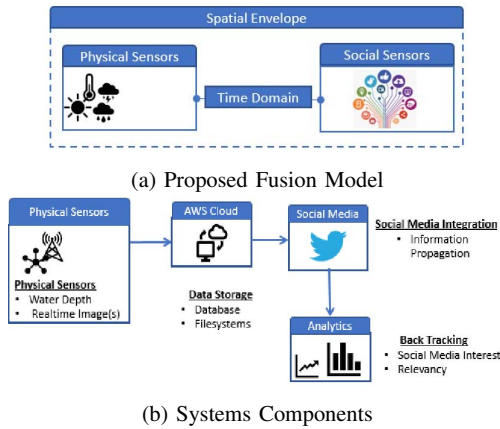 Spatial Envelope
Physical Sensors
Social Sensors
Time Domain
(a) Proposed Fusion Model
Physical Sensors
AWS Cloud
Social Media
Social Media Integration
• Information
Propagation
Physical Sensors
• Water Depth
• Realtime Image(s)
Data Storage
• Database
• Filesystems
Analytics
Back Tracking
• Social Media Interest
• Relevancy
(b) Systems Components